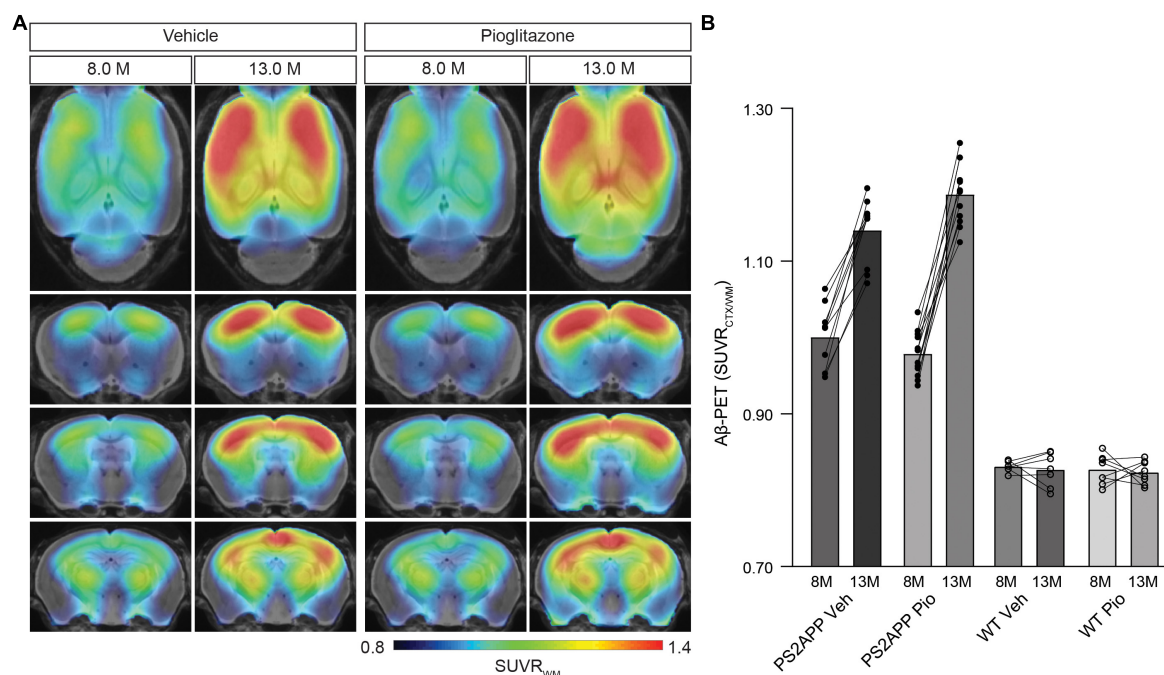 A
Vehicle
Pioglitazone
8.0 M
13.0 M
8.0 M
13.0 M
0.8
1.4
SUVRWM
B
Aβ-PET (SUVRCTX/WM)
1.30
1.10
0.90
0.70
8M
13M
8M
13M
8M
13M
8M
13M
PS2APP Veh
PS2APP Pio
WT Veh
WT Pio